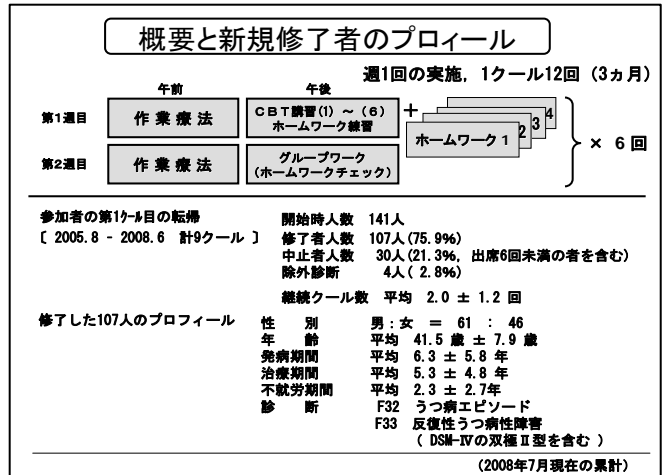 概要と新規修了者のプロィール
週1回の実施，1クール12回（3ヵ月）
午前 午後
第1週目 作業療法 CBT講習(1) ～ (6) ホームワーク練習 + ホームワーク 1 2 3 4
× 6 回
第2週目 作業療法 グループワーク (ホームワークチェック)
参加者の第1ｸｰﾙ目の転帰 開始時人数 141人
〔 2005.8 - 2008.6 計9クール 〕 修了者人数 107人(75.9%)
中止者人数 30人(21.3%, 出席6回未満の者を含む)
除外診断 4人( 2.8%)
継続クール数 平均 2.0 ± 1.2 回
修了した107人のプロフィール 性 別 男：女 ＝ 61 ： 46
年 齢 平均 41.5 歳 ± 7.9 歳
発病期間 平均 6.3 ± 5.8 年
治療期間 平均 5.3 ± 4.8 年
不就労期間 平均 2.3 ± 2.7年
診 断 F32 うつ病エピソード
F33 反復性うつ病性障害
( DSM-Ⅳの双極Ⅱ型を含む )
(2008年7月現在の累計)